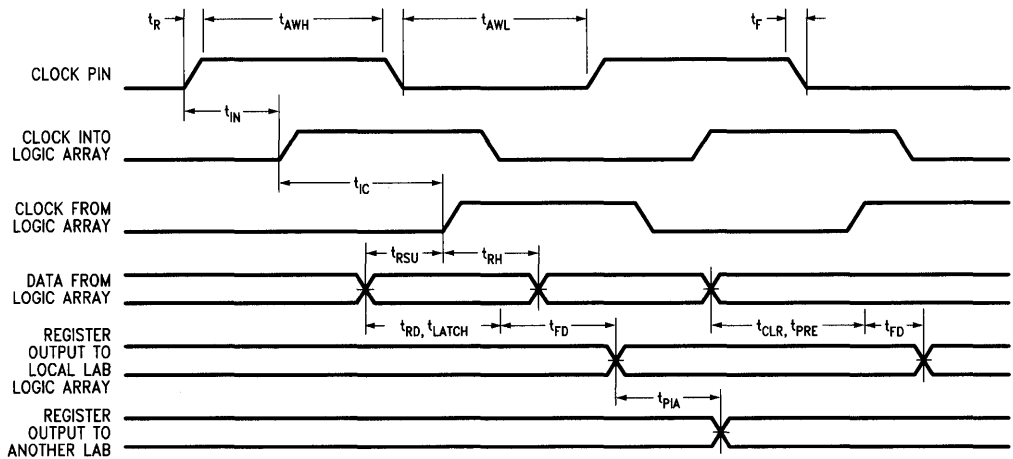 tR
tAWH
tAWL
tF
CLOCK PIN
tIN
CLOCK INTO
LOGIC ARRAY
tIC
CLOCK FROM
LOGIC ARRAY
tRSU
tRH
DATA FROM
LOGIC ARRAY
tRD, tLATCH
tFD
tCLR, tPRE
tFD
REGISTER
OUTPUT TO
LOCAL LAB
LOGIC ARRAY
tPIA
REGISTER
OUTPUT TO
ANOTHER LAB